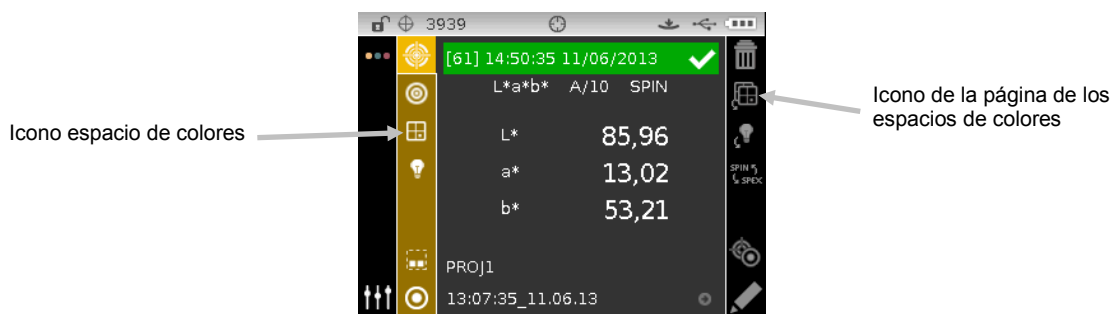 3939
[61] 14:50:35 11/06/2013
L*a*b* A/10 SPIN
L* 85,96
a* 13,02
b* 53,21
PROJ1
13:07:35_11.06.13
SPIN
SPEX
Icono espacio de colores
Icono de la página de los
espacios de colores